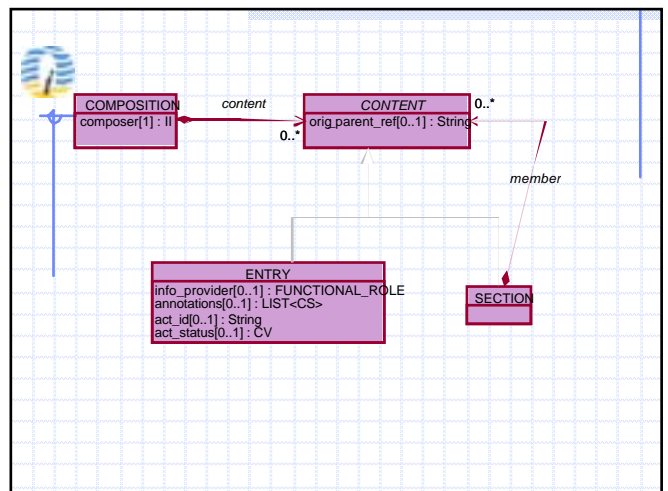 COMPOSITION
composer[1] : II
content
0..*
CONTENT
orig_parent_ref[0..1] : String
0..*
member
ENTRY
info_provider[0..1] : FUNCTIONAL_ROLE
annotations[0..1] : LIST<CS>
act_id[0..1] : String
act_status[0..1] : CV
SECTION